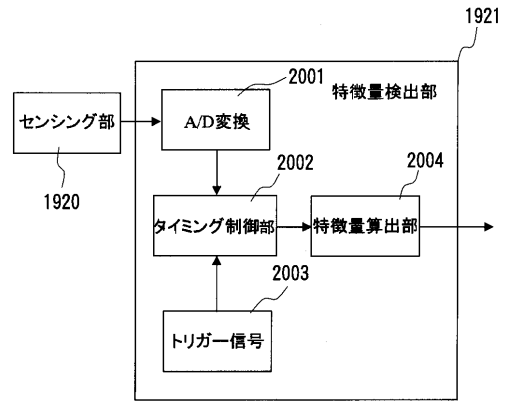 1921
2001
特徴量検出部
センシング部
A/D変換
1920
2002
2004
タイミング制御部
特徴量算出部
2003
トリガー信号